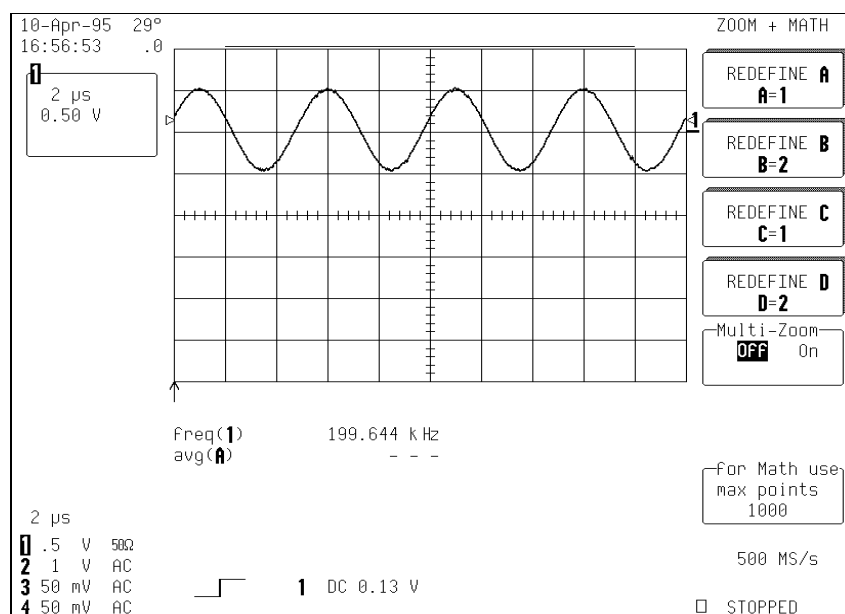 10-Apr-95 29°
16:56:53 .0
1
2 µs
0.50 V
1
ZOOM + MATH
REDEFINE A
A=1
REDEFINE B
B=2
REDEFINE C
C=1
REDEFINE D
D=2
Multi-Zoom
Off On
freq(1) 199.644 kHz
avg(A) - - -
for Math use
max points
1000
2 µs
1 .5 V 50Ω
2 1 V AC
3 50 mV AC
4 50 mV AC
1 DC 0.13 V
500 MS/s
STOPPED